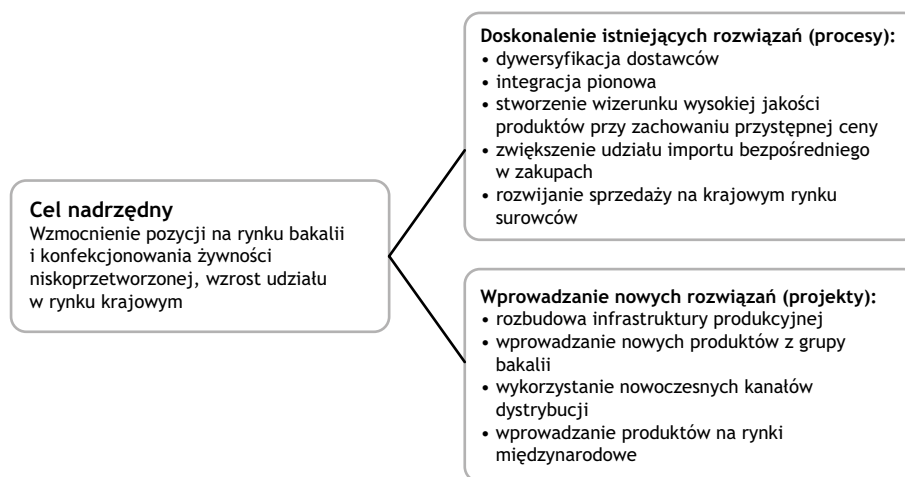 Cel nadrzędny
Wzmocnienie pozycji na rynku bakalii
i konfekcjonowania żywności
niskoprzetworzonej, wzrost udziału
w rynku krajowym
Doskonalenie istniejących rozwiązań (procesy):
• dywersyfikacja dostawców
• integracja pionowa
• stworzenie wizerunku wysokiej jakości
produktów przy zachowaniu przystępnej ceny
• zwiększenie udziału importu bezpośredniego
w zakupach
• rozwijanie sprzedaży na krajowym rynku
surowców
Wprowadzanie nowych rozwiązań (projekty):
• rozbudowa infrastruktury produkcyjnej
• wprowadzanie nowych produktów z grupy
bakalii
• wykorzystanie nowoczesnych kanałów
dystrybucji
• wprowadzanie produktów na rynki
międzynarodowe